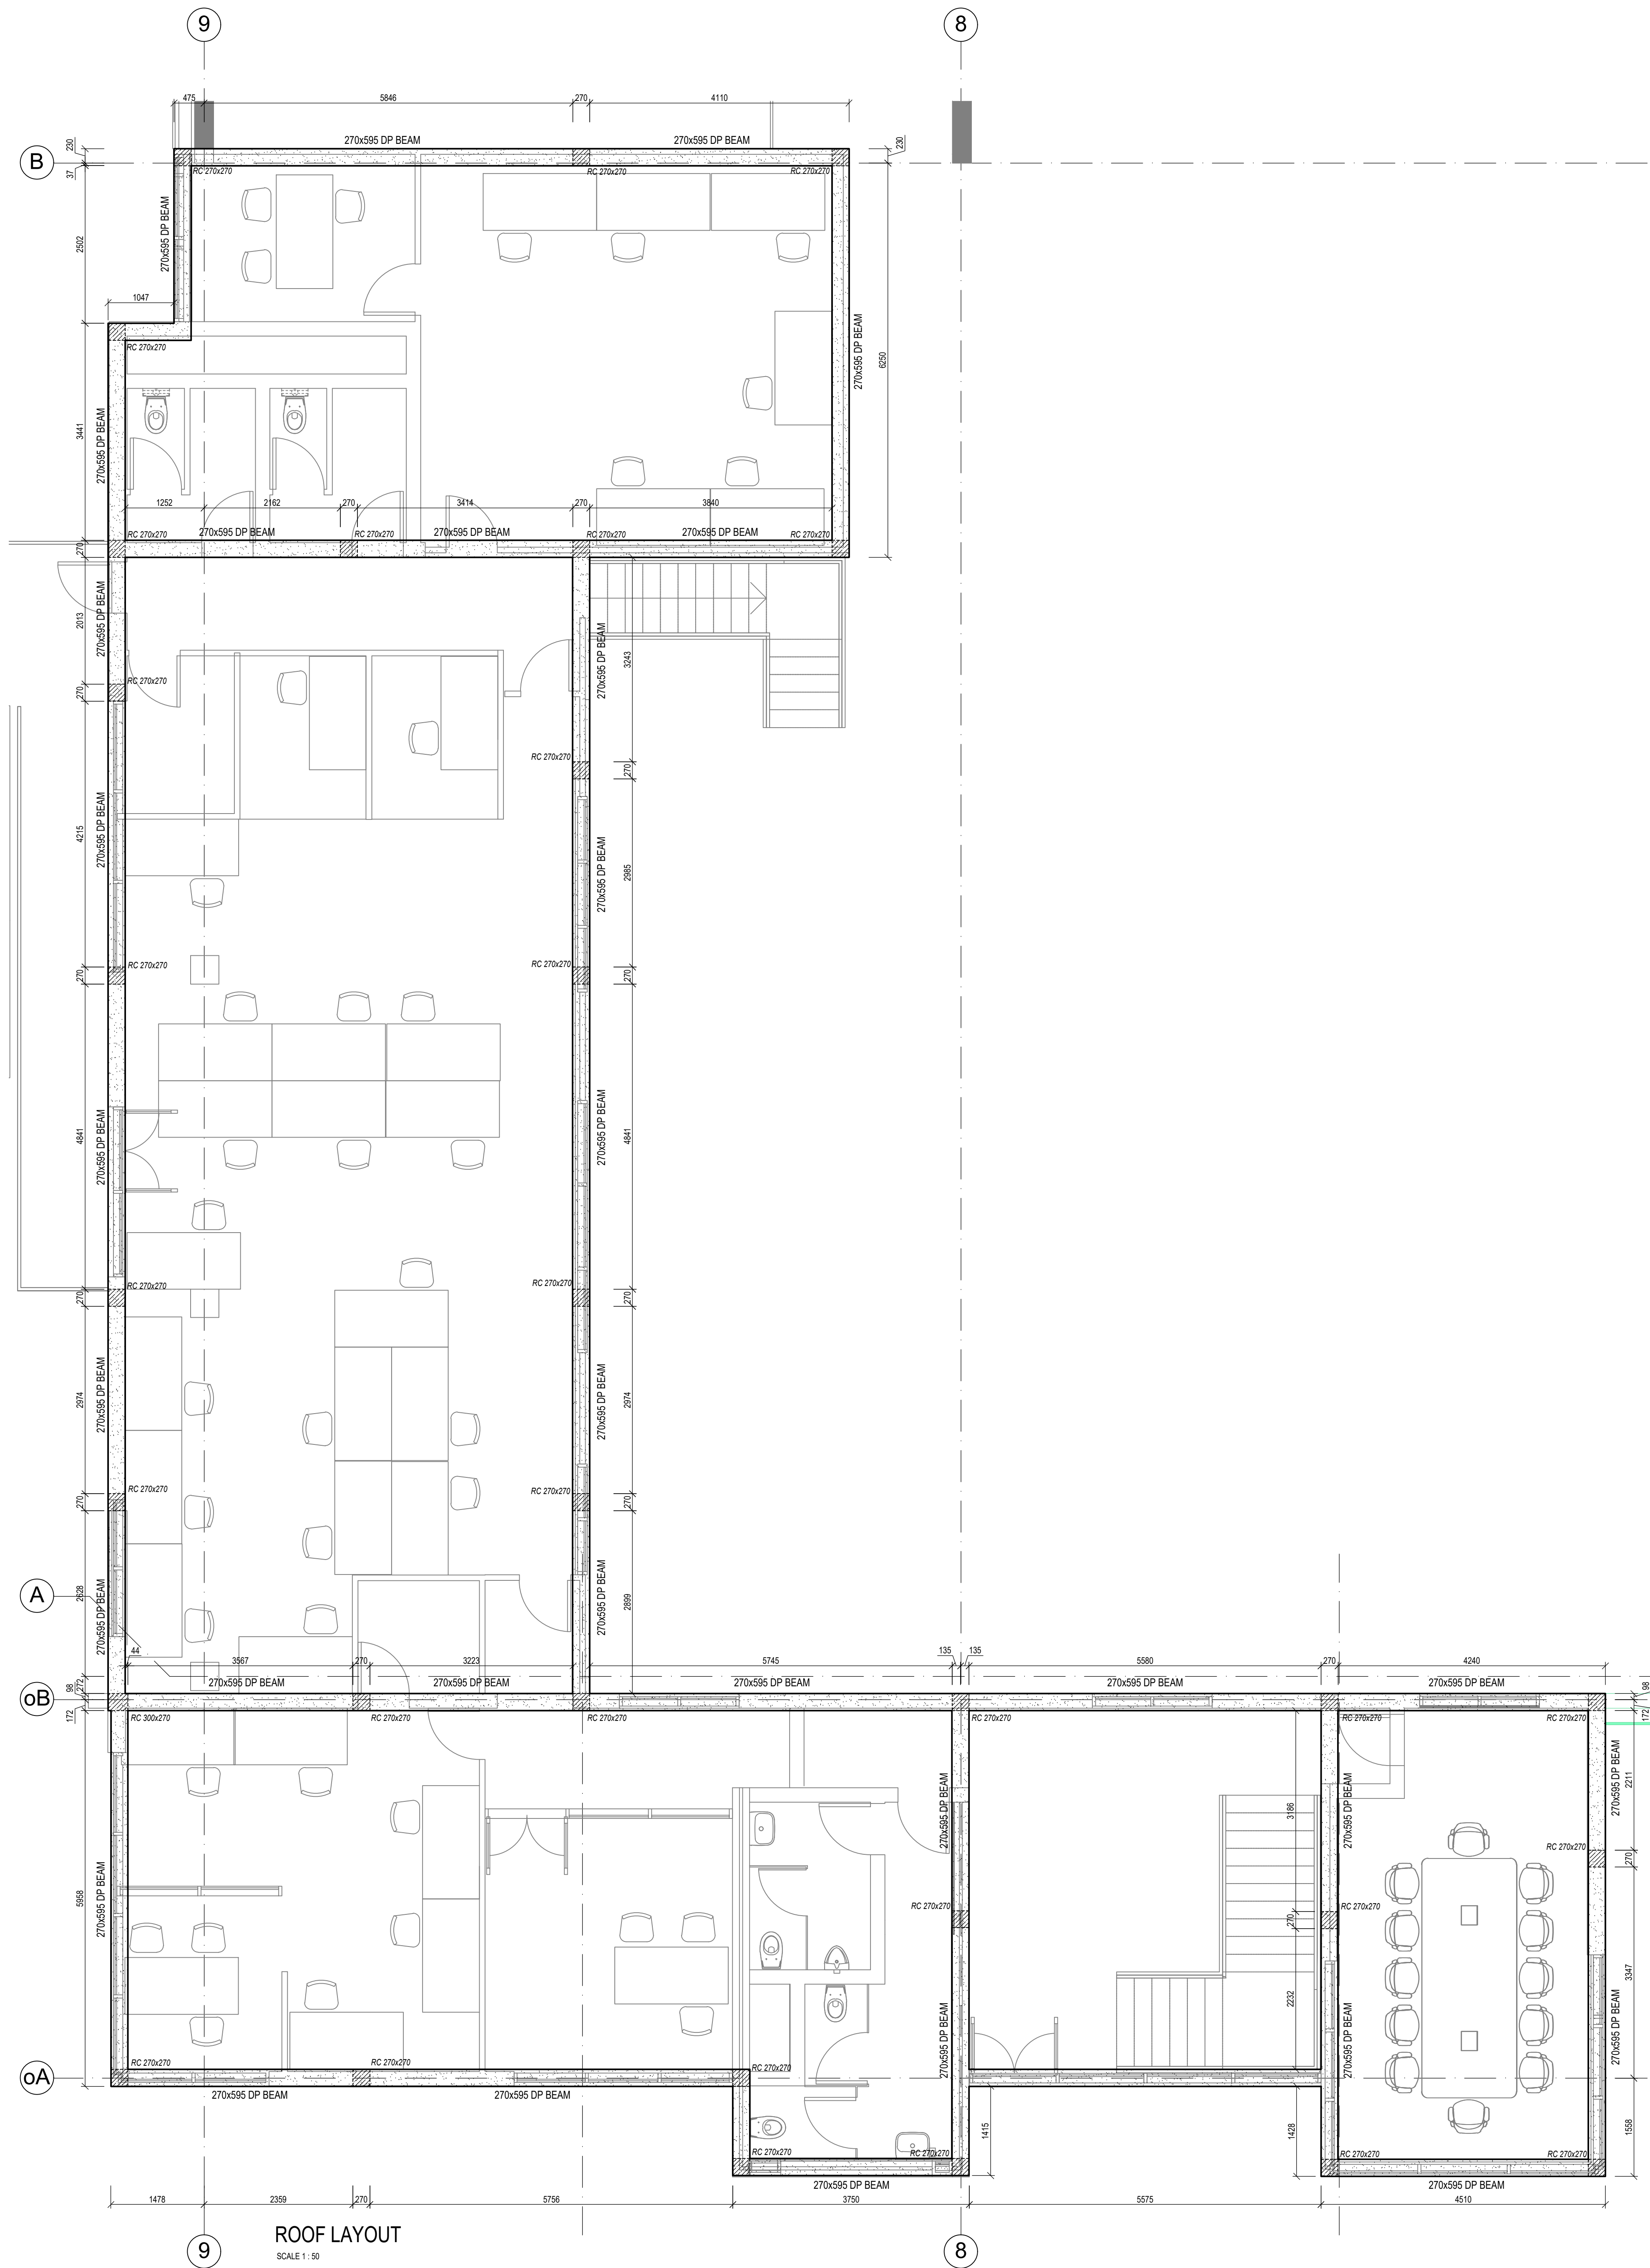 9
8
475
5846
270
4110
230
270x595 DP BEAM
270x595 DP BEAM
230
B
37
RC 270x270
RC 270x270
RC 270x270
270x595 DP BEAM
2502
1047
RC 270x270
270x595 DP BEAM
6250
3441
270x595 DP BEAM
1252
2162
270
3414
270
3840
RC 270x270
270x595 DP BEAM
RC 270x270
270x595 DP BEAM
RC 270x270
270x595 DP BEAM
RC 270x270
270
2013
270x595 DP BEAM
270x595 DP BEAM
3243
270
RC 270x270
RC 270x270
270
4215
270x595 DP BEAM
270x595 DP BEAM
2985
RC 270x270
RC 270x270
270
270
4841
270x595 DP BEAM
270x595 DP BEAM
4841
RC 270x270
RC 270x270
270
270
2974
270x595 DP BEAM
270x595 DP BEAM
2974
RC 270x270
RC 270x270
270
270
A
2628
270x595 DP BEAM
270x595 DP BEAM
2899
44
3567
270
3223
5745
135
135
5580
270
4240
272
270x595 DP BEAM
270x595 DP BEAM
270x595 DP BEAM
270x595 DP BEAM
270x595 DP BEAM
98
98
oB
172
172
RC 300x270
RC 270x270
RC 270x270
RC 270x270
RC 270x270
RC 270x270
270x595 DP BEAM
3186
270x595 DP BEAM
270x595 DP BEAM
2211
RC 270x270
270
5958
270x595 DP BEAM
RC 270x270
270
RC 270x270
270x595 DP BEAM
2232
270x595 DP BEAM
270x595 DP BEAM
3347
RC 270x270
RC 270x270
RC 270x270
oA
270x595 DP BEAM
270x595 DP BEAM
1415
1428
1558
RC 270x270
RC 270x270
RC 270x270
RC 270x270
270x595 DP BEAM
270x595 DP BEAM
1478
2359
270
5756
3750
5575
4510
ROOF LAYOUT
SCALE 1 : 50
9
8